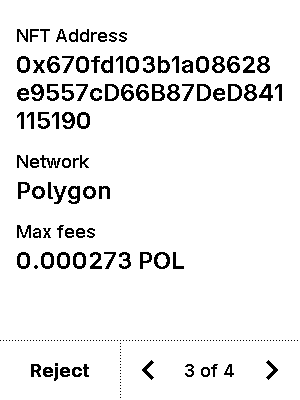 NFT Address
0x670fd103b1a08628
e9557cD66B87DeD841
115190
Network
Polygon
Max fees
0.000273 POL
Reject
3 of 4